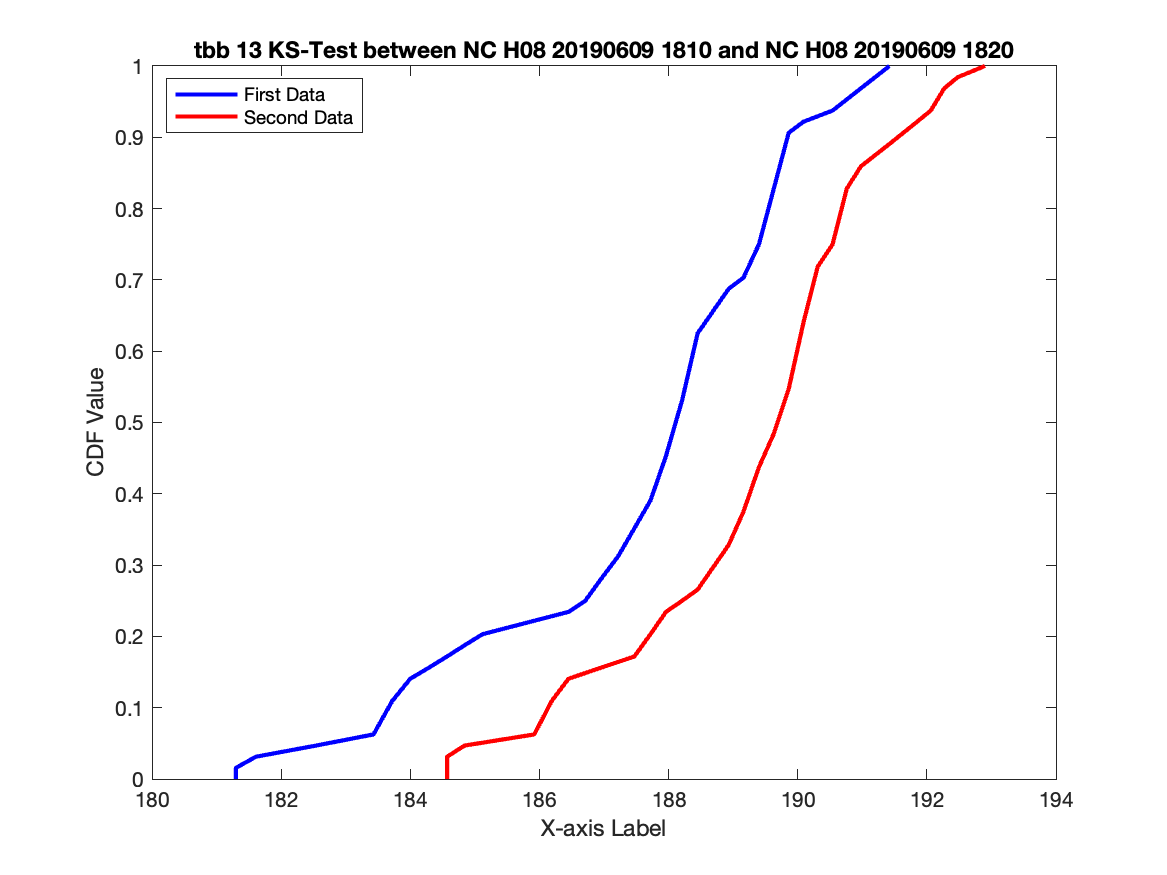 tbb 13 KS-Test between NC H08 20190609 1810 and NC H08 20190609 1820
First Data
Second Data
CDF Value
1
0.9
0.8
0.7
0.6
0.5
0.4
0.3
0.2
0.1
0
180 182 184 186 188 190 192 194
X-axis Label